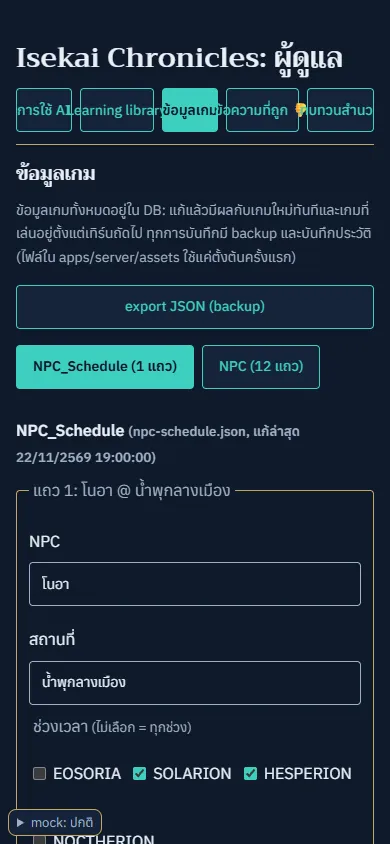 Isekai Chronicles: ผู้ดูแล
การใช้ AI
Learning library
ข้อมูลเกม
ข้อความที่ถูก 👎
ทบทวนสำนว
ข้อมูลเกม
ข้อมูลเกมทั้งหมดอยู่ใน DB: แก้แล้วมีผลกับเกมใหม่ทันทีและเกมที่
เล่นอยู่ตั้งแต่เทิร์นถัดไป ทุกการบันทึกมี backup และบันทึกประวัติ
(ไฟล์ใน apps/server/assets ใช้แค่ตั้งต้นครั้งแรก)
export JSON (backup)
NPC_Schedule (1 แถว)
NPC (12 แถว)
NPC_Schedule (npc-schedule.json, แก้ล่าสุด
22/11/2569 19:00:00)
แถว 1: โนอา @ น้ำพุกลางเมือง
NPC
โนอา
สถานที่
น้ำพุกลางเมือง
ช่วงเวลา (ไม่เลือก = ทุกช่วง)
EOSORIA
SOLARION
HESPERION
NOCTHERION
▶ mock: ปกติ